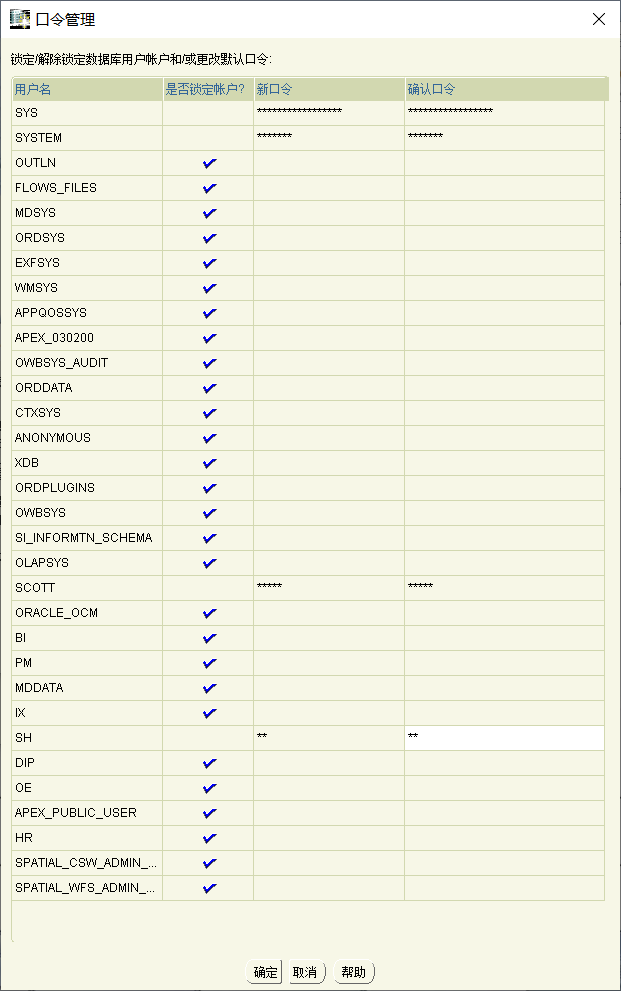 口令管理
锁定/解除锁定数据库用户帐户和/或更改默认口令:
用户名 是否锁定帐户? 新口令 确认口令
SYS ***************** *****************
SYSTEM ******* *******
OUTLN
FLOWS_FILES
MDSYS
ORDSYS
EXFSYS
WMSYS
APPQOSSYS
APEX_030200
OWBSYS_AUDIT
ORDDATA
CTXSYS
ANONYMOUS
XDB
ORDPLUGINS
OWBSYS
SI_INFORMTN_SCHEMA
OLAPSYS
SCOTT ***** *****
ORACLE_OCM
BI
PM
MDDATA
IX
SH ** **
DIP
OE
APEX_PUBLIC_USER
HR
SPATIAL_CSW_ADMIN_...
SPATIAL_WFS_ADMIN_...
确定 取消 帮助